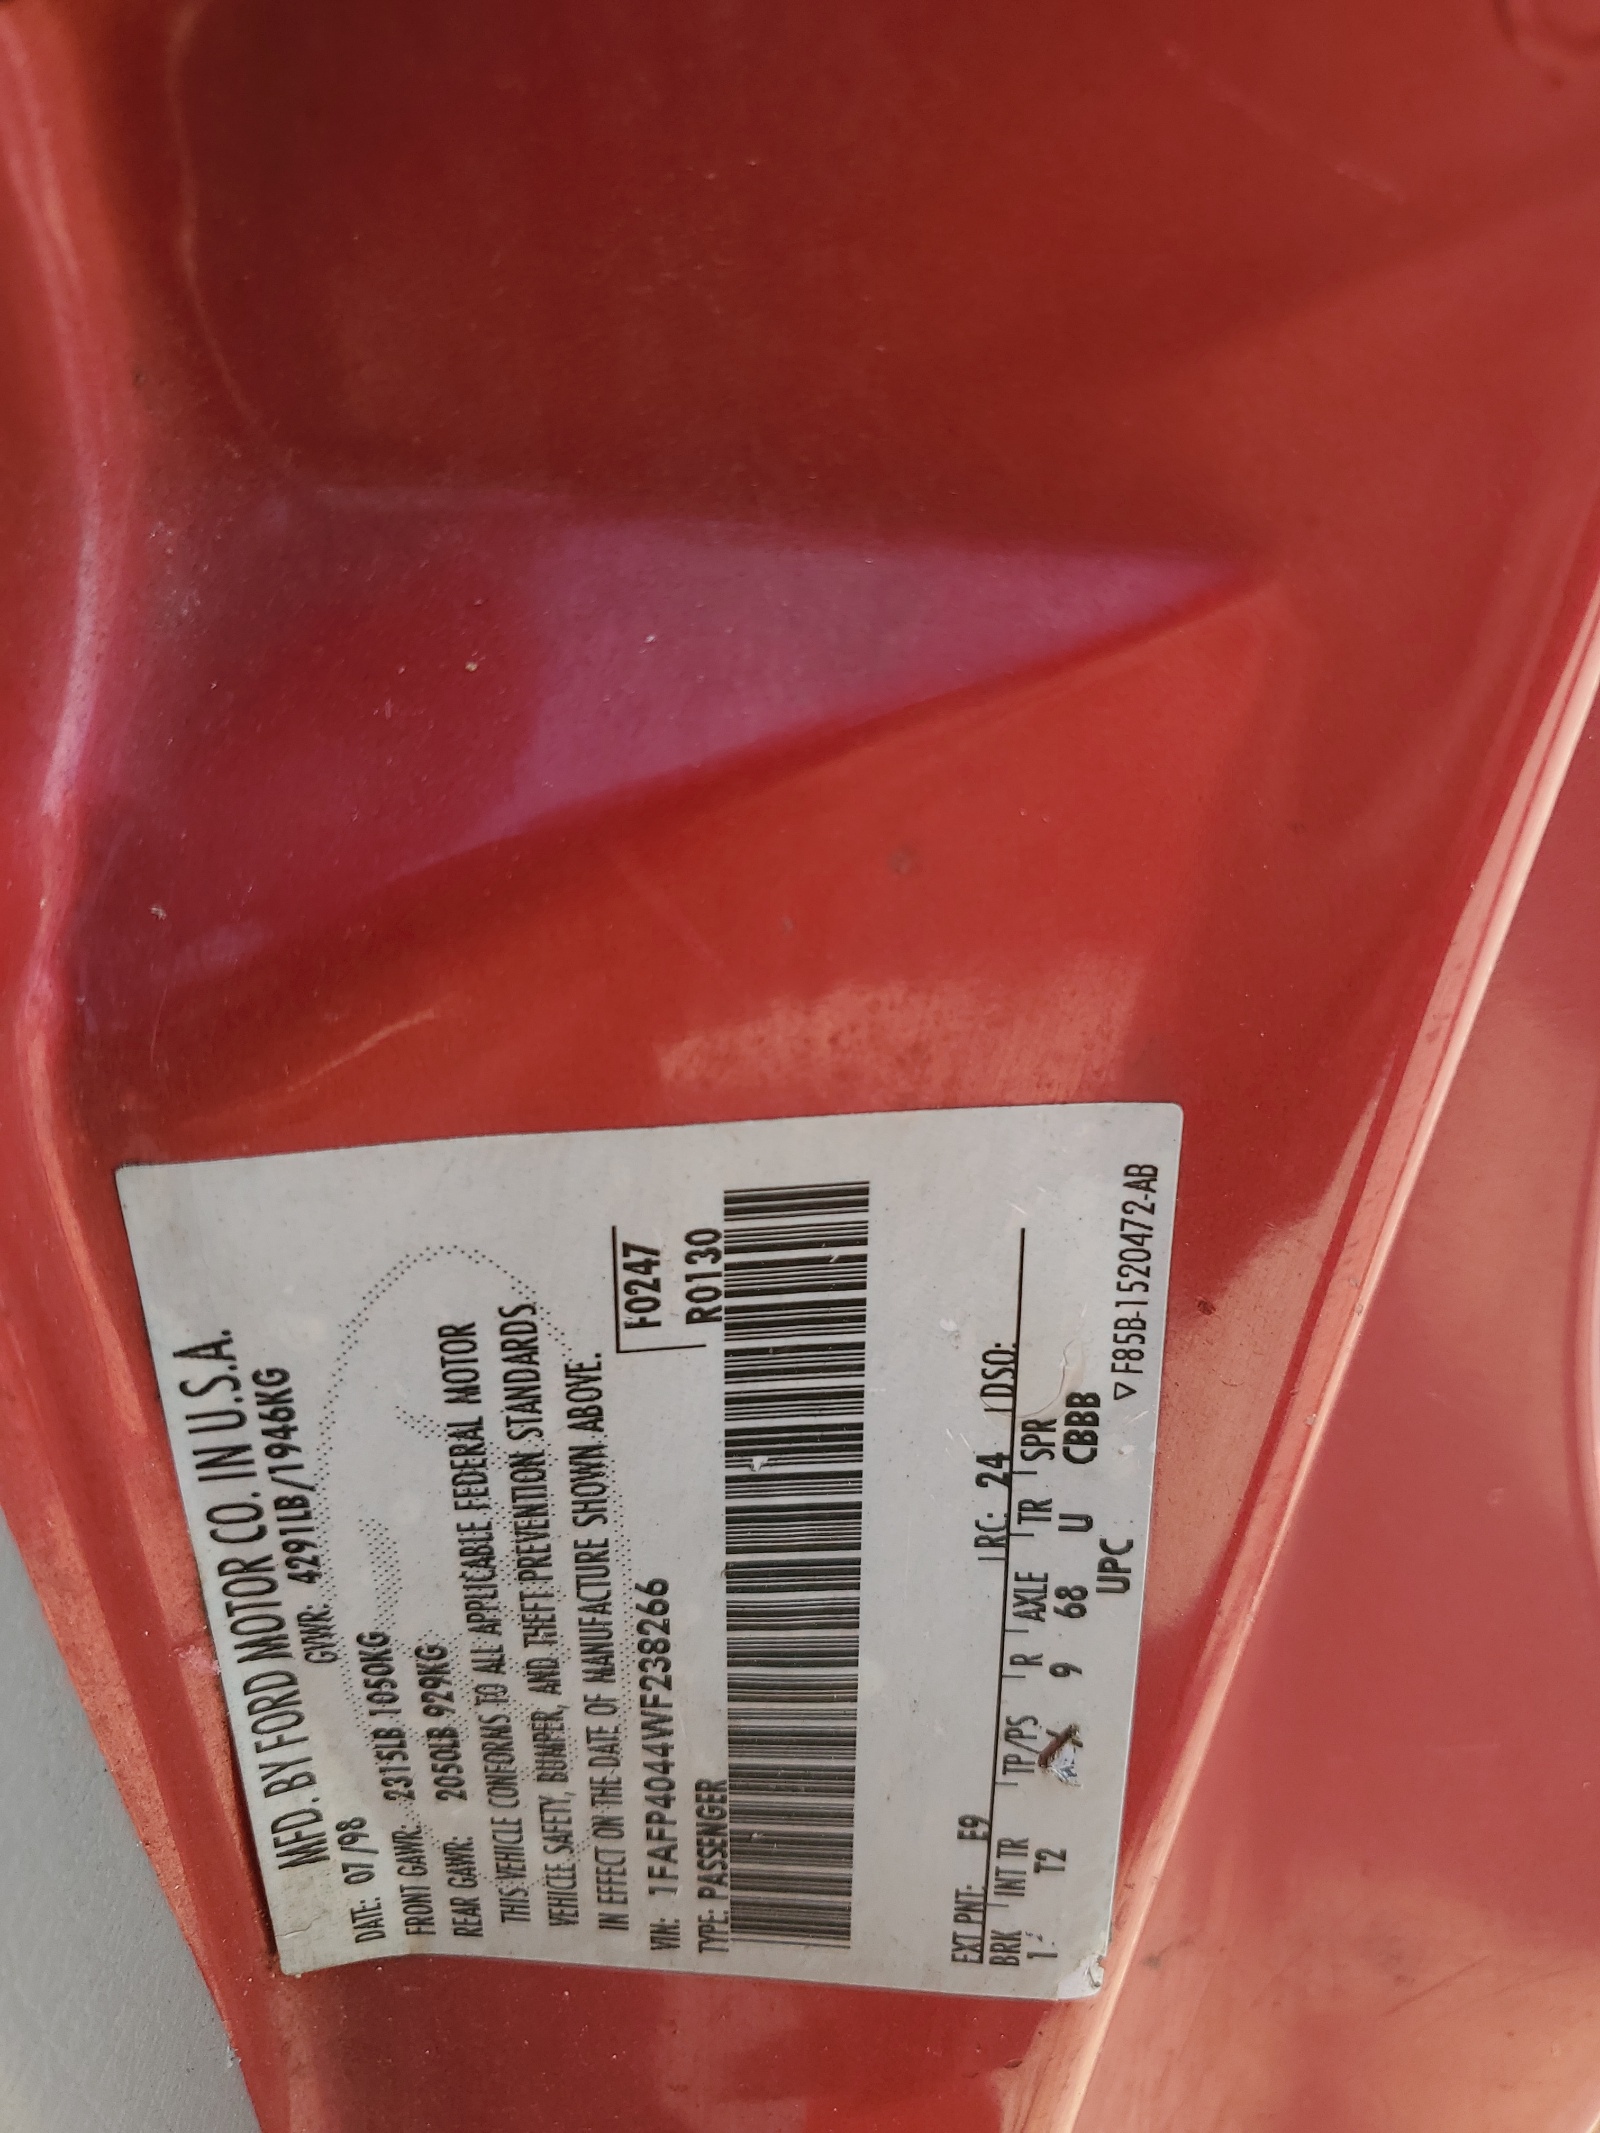 MFD. BY FORD MOTOR CO. IN U.S.A.
DATE: 07/98 GVWR: 4291LB/1946KG
FRONT GAWR: 2315LB 1050KG
REAR GAWR: 2050LB 929KG
THIS VEHICLE CONFORMS TO ALL APPLICABLE FEDERAL MOTOR
VEHICLE SAFETY, BUMPER, AND THEFT PREVENTION STANDARDS
IN EFFECT ON THE DATE OF MANUFACTURE SHOWN ABOVE.
VIN: 1FAFP4044WF238266 F0247
TYPE: PASSENGER R0130
EXT PNT: E9 RC: 24 DSO:
BRK INT TR TP/PS R AXLE TR SPR
1 T2 9 68 U CBBB
UPC F85B-1520472-AB